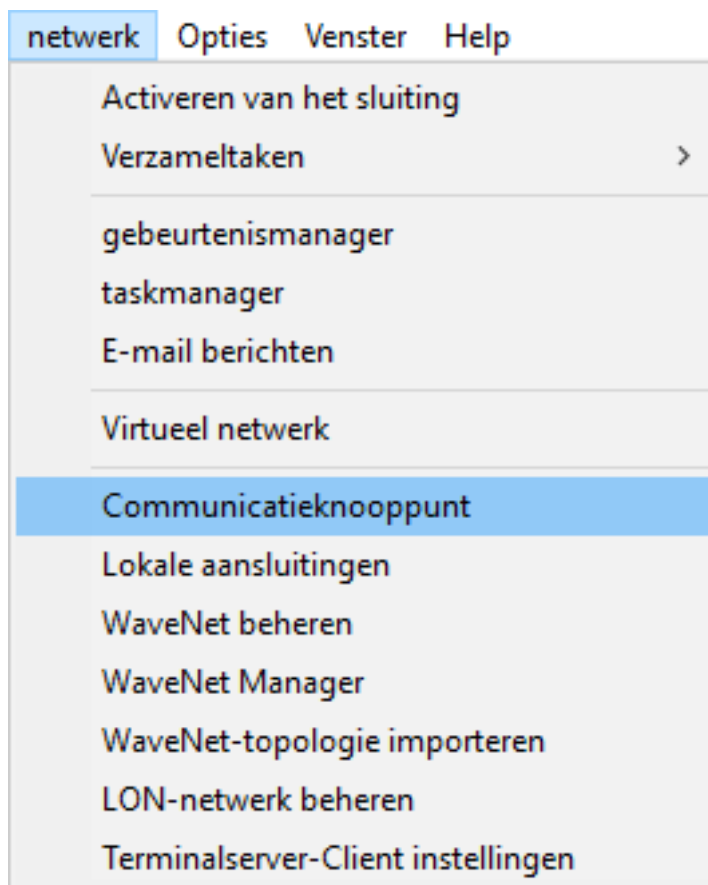 netwerk Opties Venster Help
Activeren van het sluiting
Verzameltaken
gebeurtenismanager
taskmanager
E-mail berichten
Virtueel netwerk
Communicatieknooppunt
Lokale aansluitingen
WaveNet beheren
WaveNet Manager
WaveNet-topologie importeren
LON-netwerk beheren
Terminalserver-Client instellingen